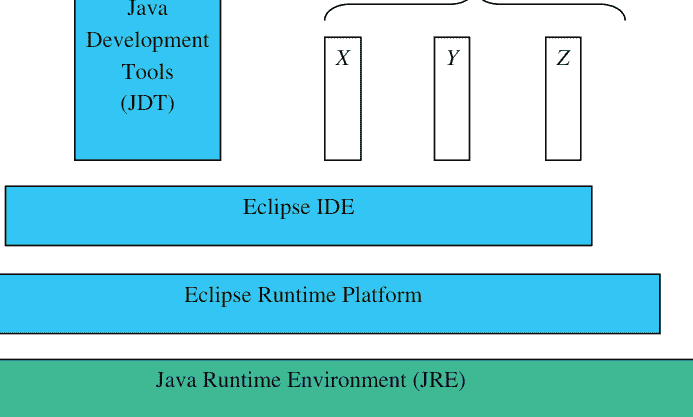 Java
Development
Tools
(JDT)
X
Y
Z
Eclipse IDE
Eclipse Runtime Platform
Java Runtime Environment (JRE)